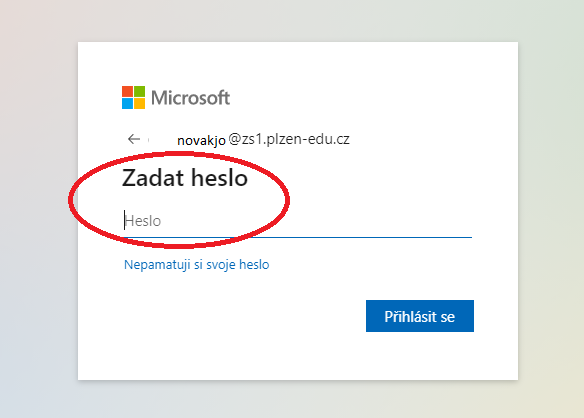 Microsoft
novakjo@zs1.plzen-edu.cz
Zadat heslo
Heslo
Nepamatuji si svoje heslo
Přihlásit se